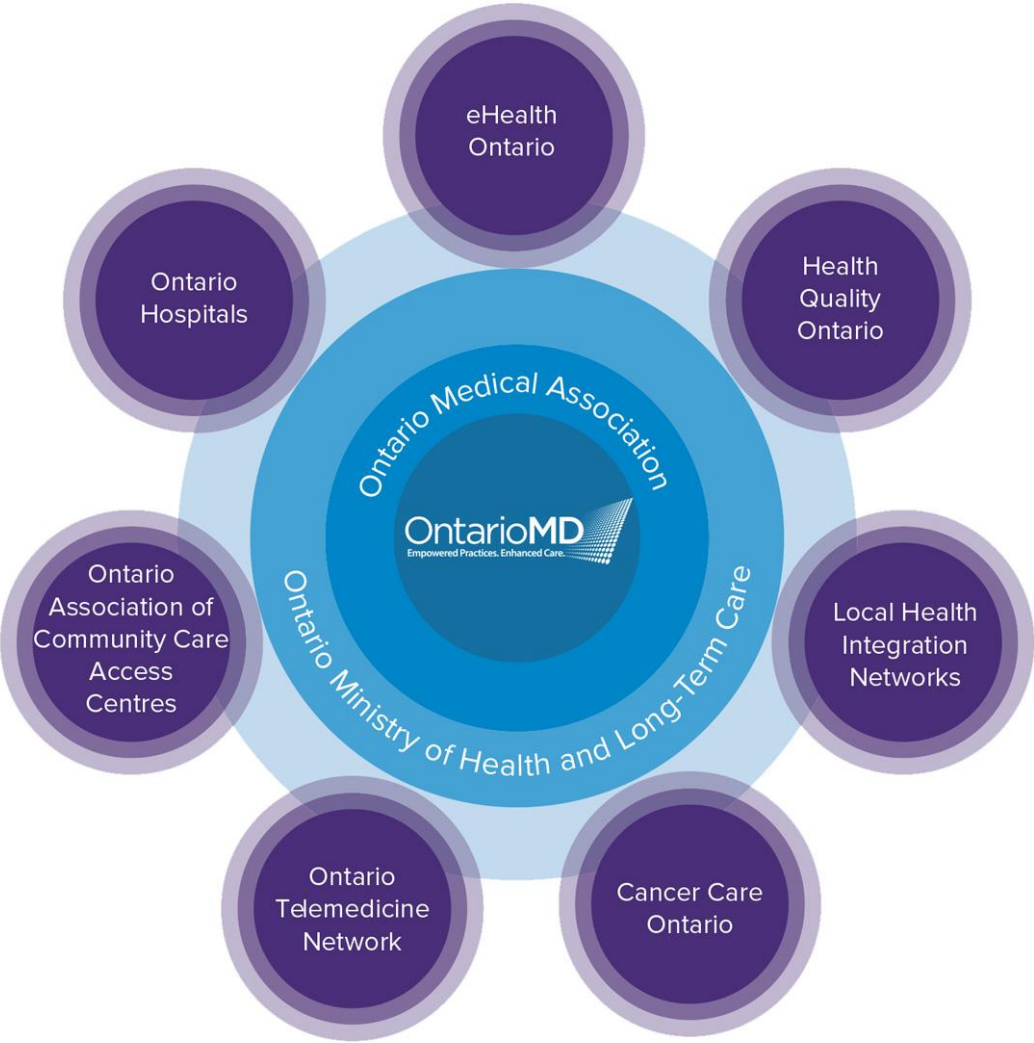 eHealth
Ontario
Ontario
Hospitals
Health
Quality
Ontario
Ontario Medical Association
OntarioMD
Empowered Practices. Enhanced Care.
Ontario Ministry of Health and Long-Term Care
Ontario
Association of
Community Care
Access
Centres
Local Health
Integration
Networks
Ontario
Telemedicine
Network
Cancer Care
Ontario